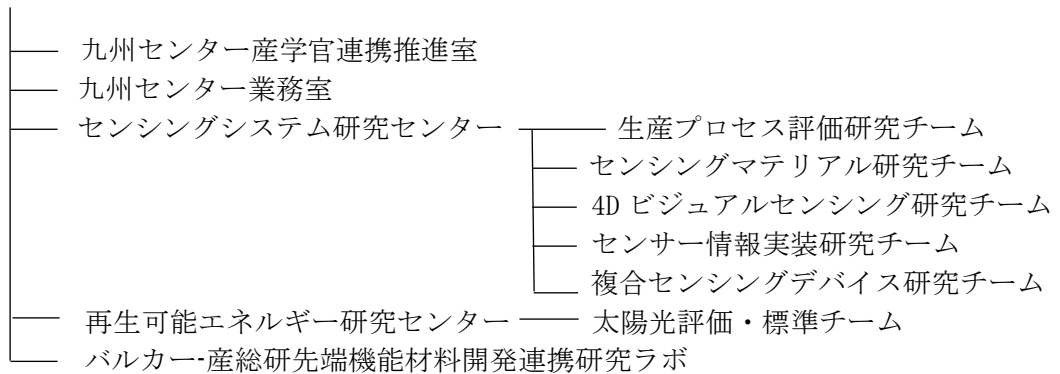 九州センター産学官連携推進室
九州センター業務室
センシングシステム研究センター 生産プロセス評価研究チーム
センシングマテリアル研究チーム
4D ビジュアルセンシング研究チーム
センサー情報実装研究チーム
複合センシングデバイス研究チーム
再生可能エネルギー研究センター 太陽光評価・標準チーム
バルカー-産総研先端機能材料開発連携研究ラボ